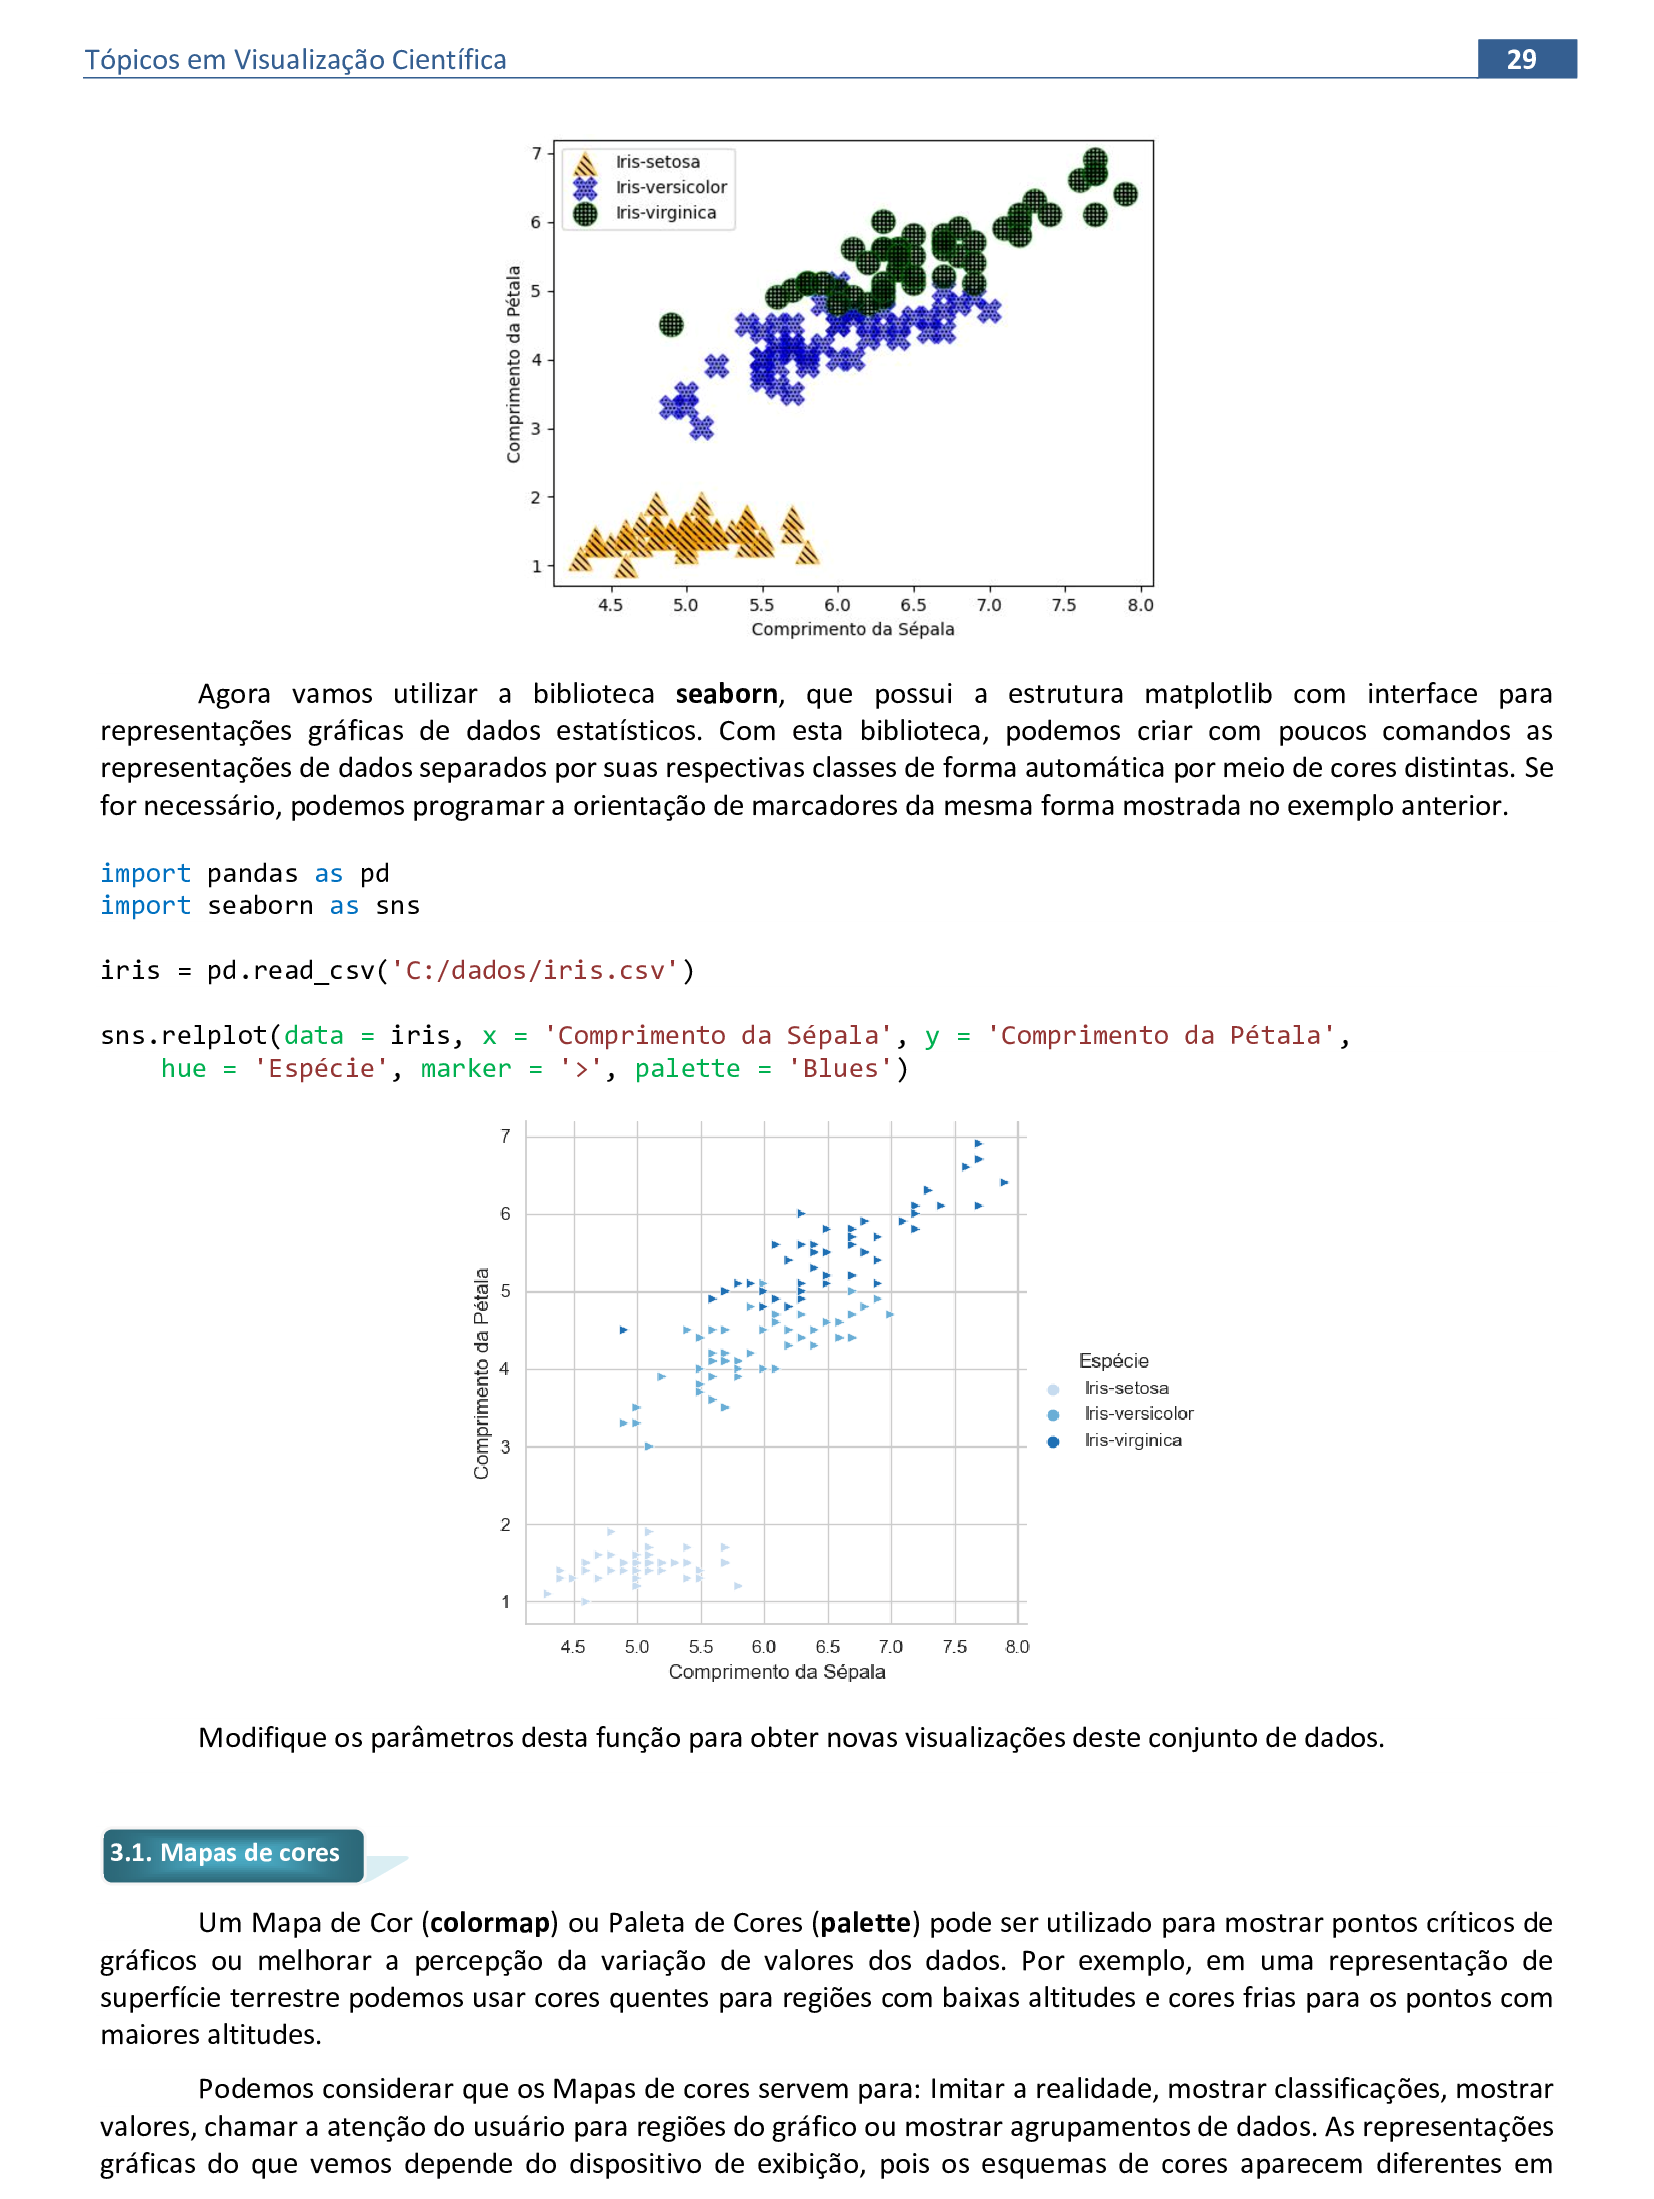 Tópicos em Visualização Científica 29
7
6
5
4
3
2
1
Comprimento da Pétala
Iris-setosa
Iris-versicolor
Iris-virginica
4.5 5.0 5.5 6.0 6.5 7.0 7.5 8.0
Comprimento da Sépala
Agora vamos utilizar a biblioteca seaborn, que possui a estrutura matplotlib com interface para
representações gráficas de dados estatísticos. Com esta biblioteca, podemos criar com poucos comandos as
representações de dados separados por suas respectivas classes de forma automática por meio de cores distintas. Se
for necessário, podemos programar a orientação de marcadores da mesma forma mostrada no exemplo anterior.
import pandas as pd
import seaborn as sns
iris = pd.read_csv('C:/dados/iris.csv')
sns.relplot(data = iris, x = 'Comprimento da Sépala', y = 'Comprimento da Pétala',
hue = 'Espécie', marker = '>', palette = 'Blues')
7
6
5
4
3
2
1
Comprimento da Pétala
Espécie
Iris-setosa
Iris-versicolor
Iris-virginica
4.5 5.0 5.5 6.0 6.5 7.0 7.5 8.0
Comprimento da Sépala
Modifique os parâmetros desta função para obter novas visualizações deste conjunto de dados.
3.1. Mapas de cores
Um Mapa de Cor (colormap) ou Paleta de Cores (palette) pode ser utilizado para mostrar pontos críticos de
gráficos ou melhorar a percepção da variação de valores dos dados. Por exemplo, em uma representação de
superfície terrestre podemos usar cores quentes para regiões com baixas altitudes e cores frias para os pontos com
maiores altitudes.
Podemos considerar que os Mapas de cores servem para: Imitar a realidade, mostrar classificações, mostrar
valores, chamar a atenção do usuário para regiões do gráfico ou mostrar agrupamentos de dados. As representações
gráficas do que vemos depende do dispositivo de exibição, pois os esquemas de cores aparecem diferentes em